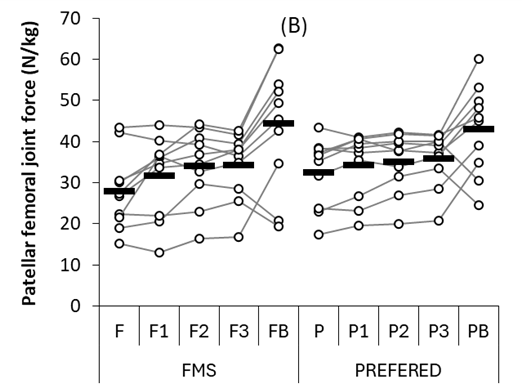 (B)
Patellar femoral joint force (N/kg)
70
60
50
40
30
20
10
0
F F1 F2 F3 FB P P1 P2 P3 PB
FMS PREFERED